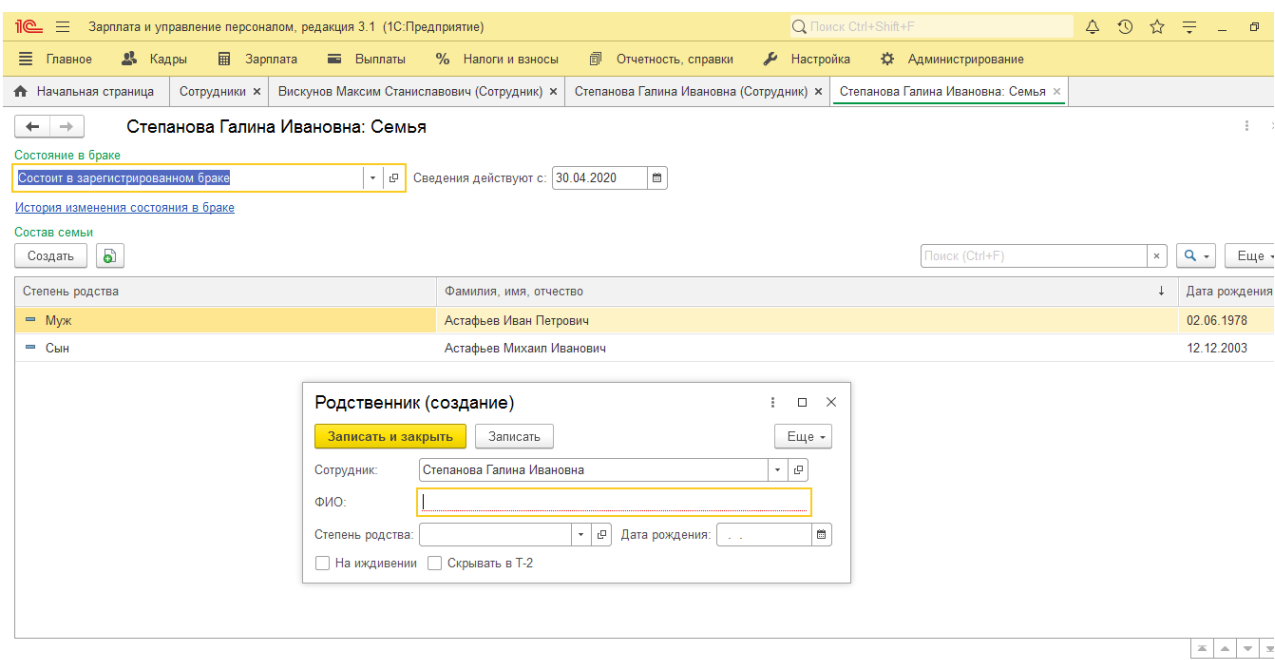 1С Зарплата и управление персоналом, редакция 3.1 (1С:Предприятие) Поиск Ctrl+Shift+F
Главное Кадры Зарплата Выплаты % Налоги и взносы Отчетность, справки Настройка Администрирование
Начальная страница Сотрудники × Вискунов Максим Станиславович (Сотрудник) × Степанова Галина Ивановна (Сотрудник) × Степанова Галина Ивановна: Семья ×
Степанова Галина Ивановна: Семья
Состояние в браке
Состоит в зарегистрированном браке Сведения действуют с: 30.04.2020
История изменения состояния в браке
Состав семьи
Создать Поиск (Ctrl+F) × Еще
Степень родства Фамилия, имя, отчество ↓ Дата рождения
Муж Астафьев Иван Петрович 02.06.1978
Сын Астафьев Михаил Иванович 12.12.2003
Родственник (создание)
Записать и закрыть Записать Еще
Сотрудник: Степанова Галина Ивановна
ФИО:
Степень родства: Дата рождения: . .
На иждивении Скрывать в Т-2